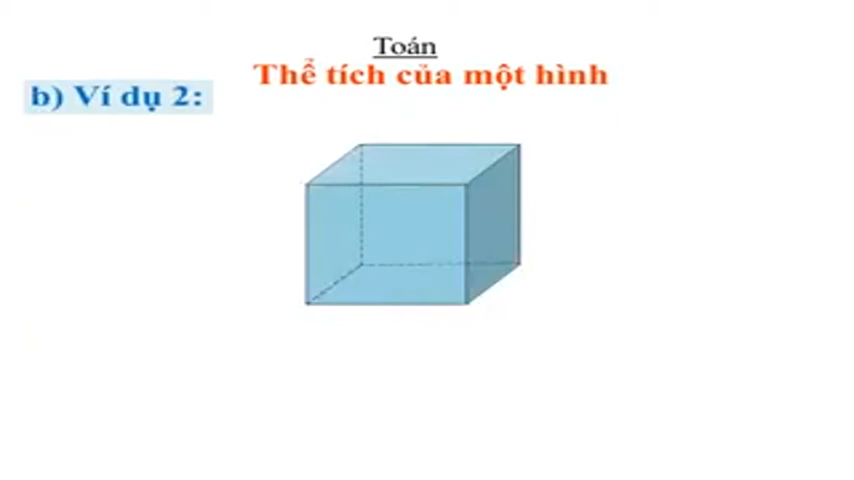 Toán
Thể tích của một hình
b) Ví dụ 2: